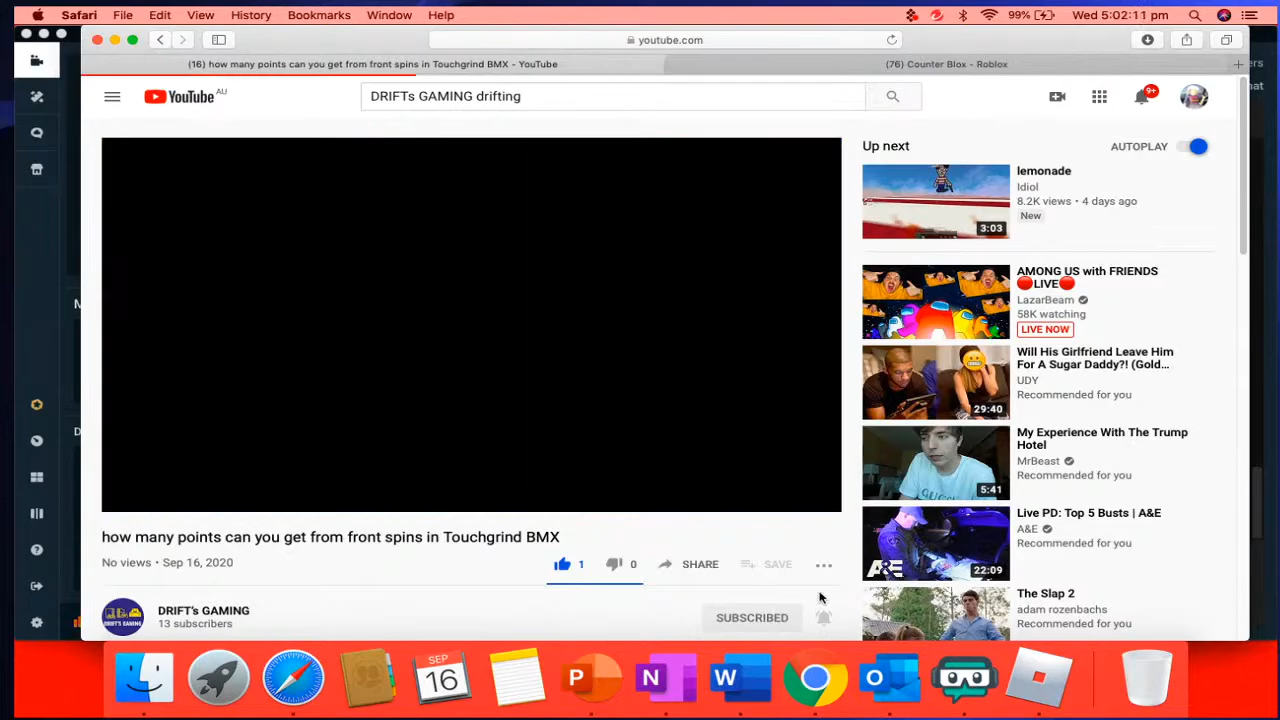 Safari File Edit View History Bookmarks Window Help 99% Wed 5:02:11 pm
youtube.com
(16) how many points can you get from front spins in Touchgrind BMX - YouTube (76) Counter Blox - Roblox
YouTube AU DRIFTs GAMING drifting 9+
Up next AUTOPLAY
lemonade
Idiol
8.2K views • 4 days ago
New
3:03
AMONG US with FRIENDS
🔴LIVE🔴
LazarBeam
58K watching
LIVE NOW
Will His Girlfriend Leave Him
For A Sugar Daddy?! (Gold...
UDY
Recommended for you
29:40
My Experience With The Trump
Hotel
MrBeast
Recommended for you
GUCCI
5:41
Live PD: Top 5 Busts | A&E
A&E
Recommended for you
A&E
22:09
The Slap 2
adam rozenbachs
Recommended for you
how many points can you get from front spins in Touchgrind BMX
No views • Sep 16, 2020
1 0 SHARE SAVE
DRIFT's GAMING
13 subscribers
SUBSCRIBED
SEP
16
P N W O